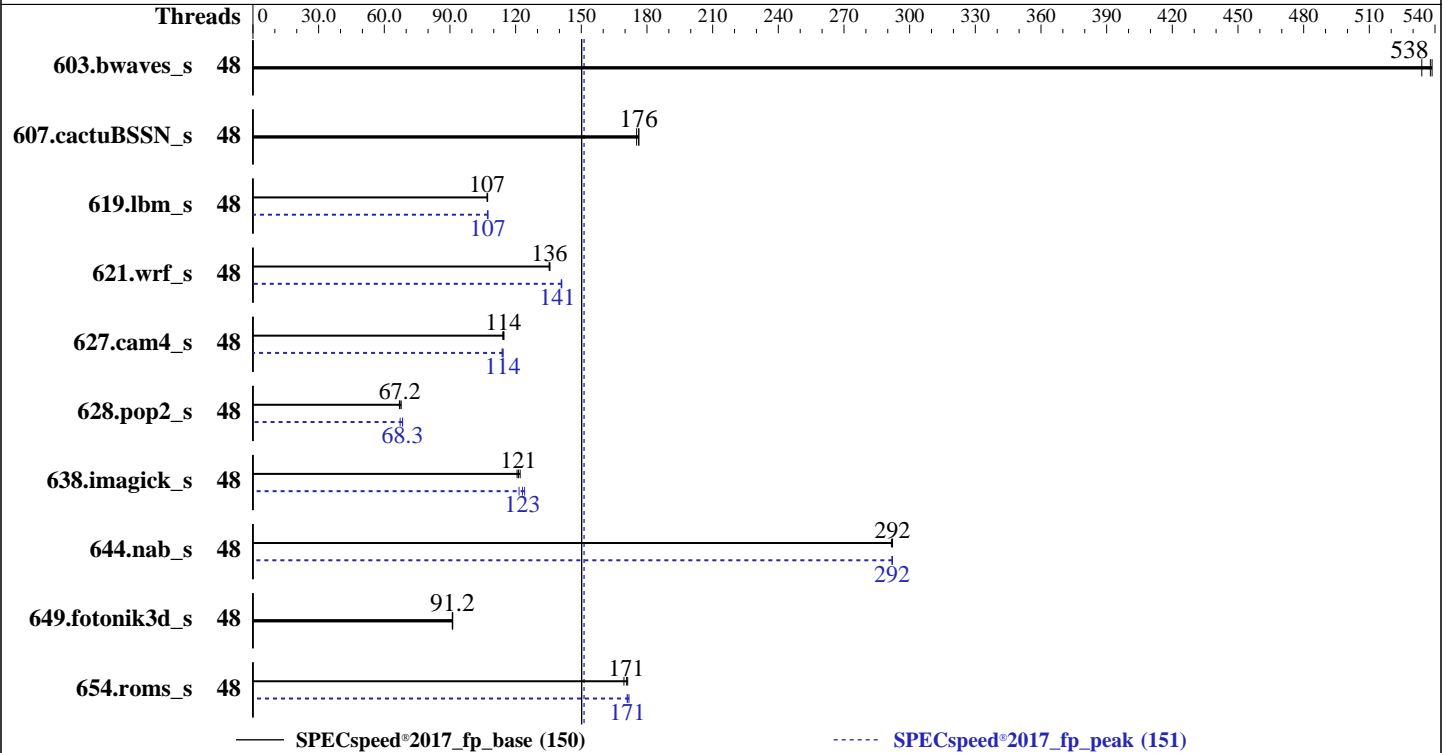 Threads 0 30.0 60.0 90.0 120 150 180 210 240 270 300 330 360 390 420 450 480 510 540
538
603.bwaves_s 48
176
607.cactuBSSN_s 48
107
619.lbm_s 48
107
136
621.wrf_s 48
141
114
627.cam4_s 48
114
67.2
628.pop2_s 48
68.3
121
638.imagick_s 48
123
292
644.nab_s 48
292
91.2
649.fotonik3d_s 48
171
654.roms_s 48
171
SPECspeed®2017_fp_base (150) SPECspeed®2017_fp_peak (151)